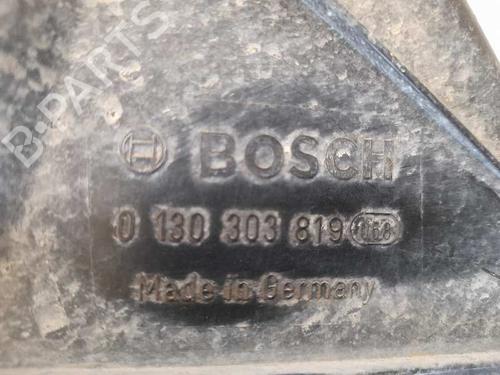 B-PARTS
BOSCH
0 130 303 819
Made in Germany